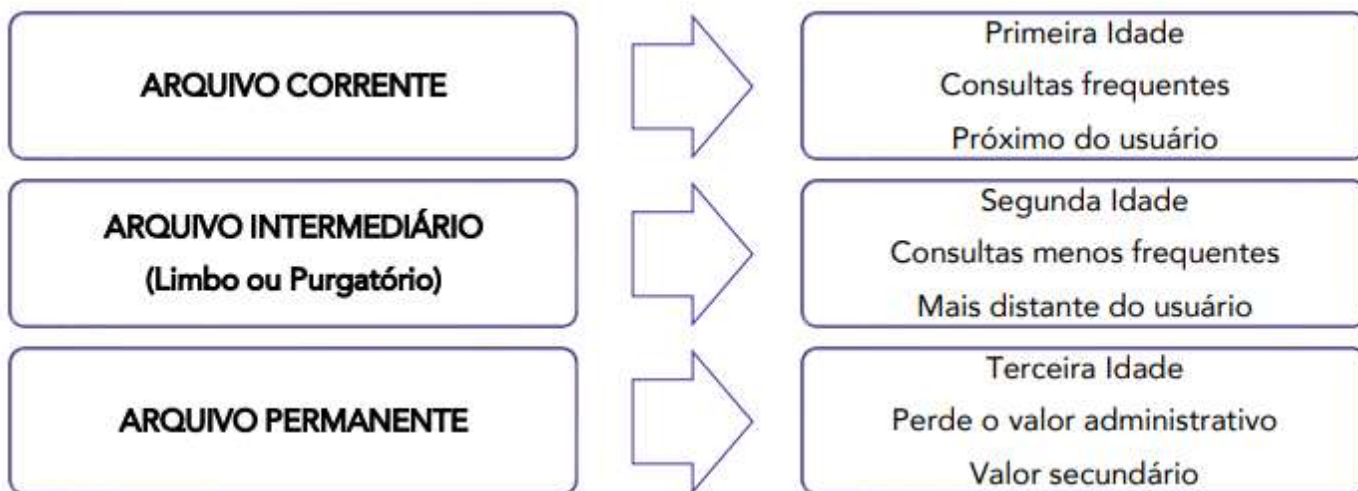 ARQUIVO CORRENTE
Primeira Idade
Consultas frequentes
Próximo do usuário
ARQUIVO INTERMEDIÁRIO
(Limbo ou Purgatório)
Segunda Idade
Consultas menos frequentes
Mais distante do usuário
ARQUIVO PERMANENTE
Terceira Idade
Perde o valor administrativo
Valor secundário